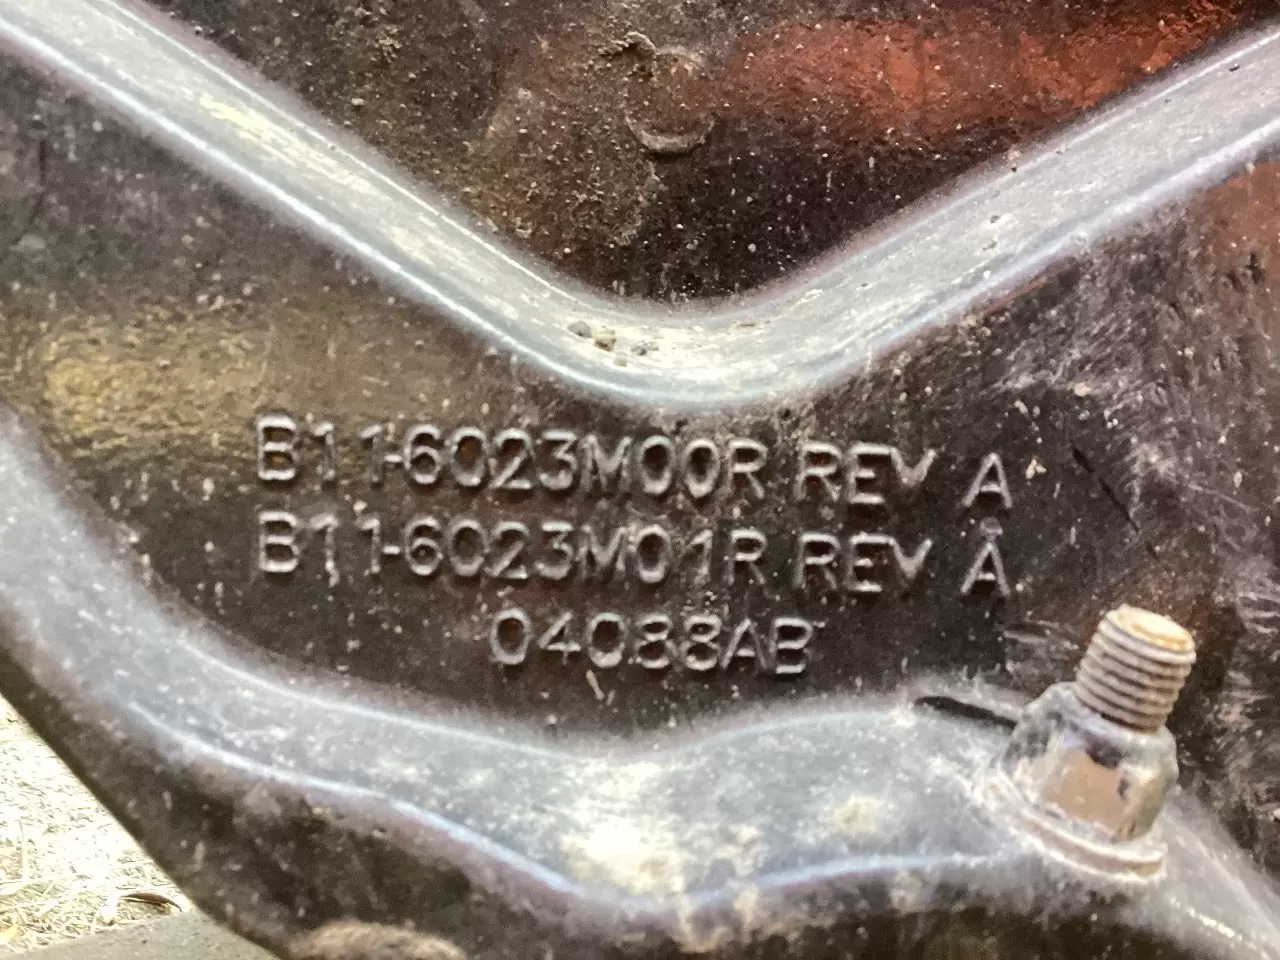 B11-6023M00R REV A
B11-6023M01R REV A
04088AB